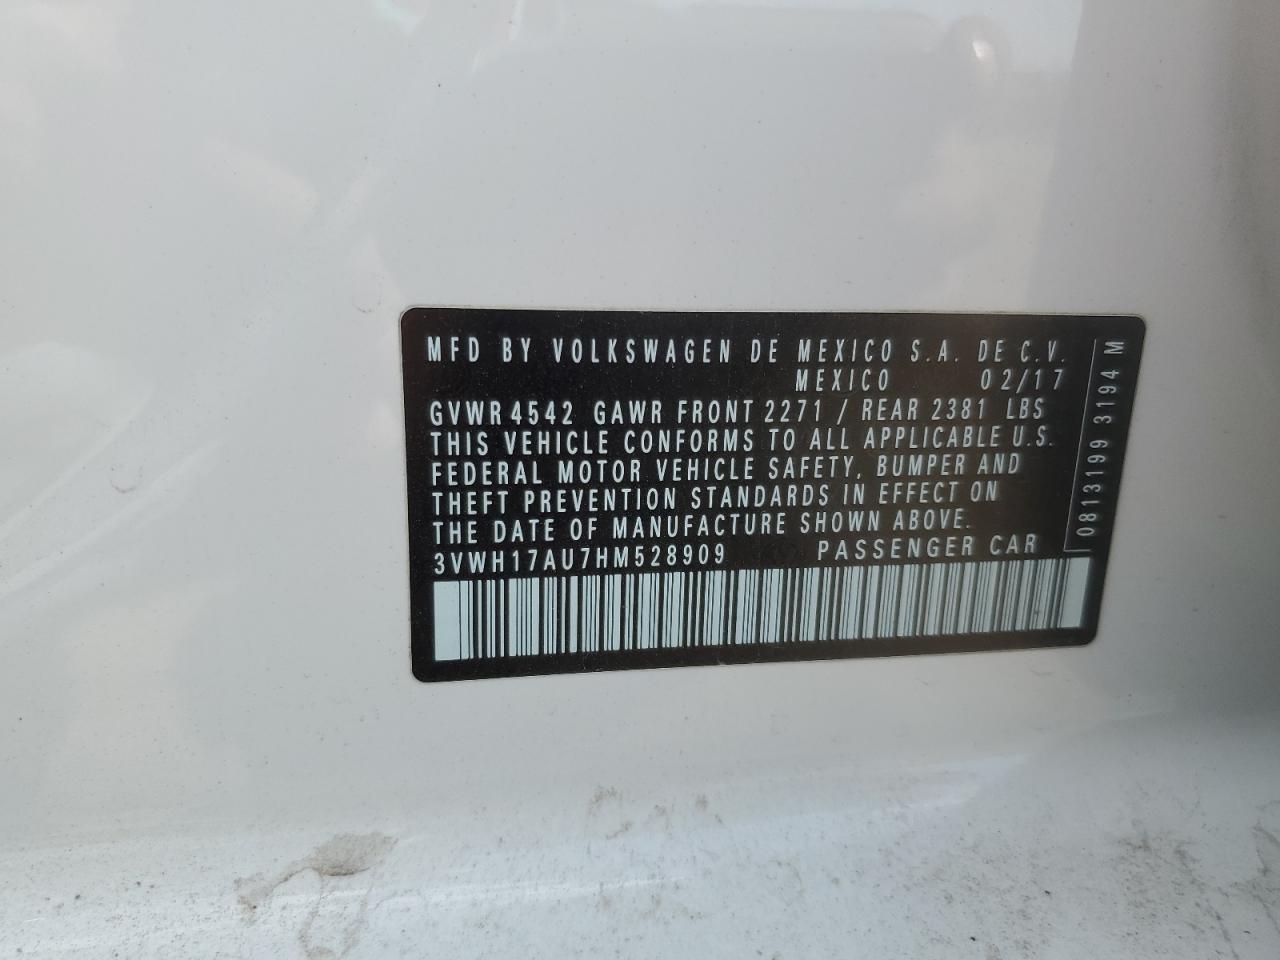 MFD BY VOLKSWAGEN DE MEXICO S.A. DE C.V.
MEXICO 02/17
GVWR 4542 GAWR FRONT 2271 / REAR 2381 LBS
THIS VEHICLE CONFORMS TO ALL APPLICABLE U.S.
FEDERAL MOTOR VEHICLE SAFETY, BUMPER AND
THEFT PREVENTION STANDARDS IN EFFECT ON
THE DATE OF MANUFACTURE SHOWN ABOVE.
3VWH17AU7HM528909 PASSENGER CAR
0813199 3194 M